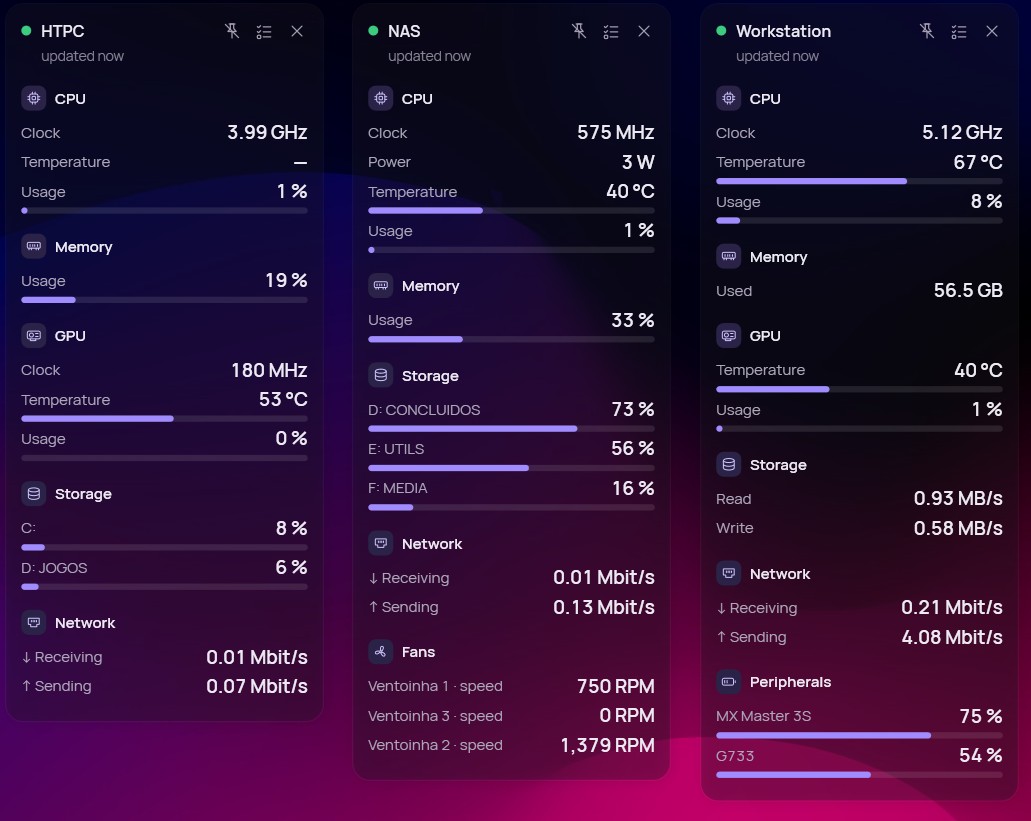 HTPC
updated now
CPU
Clock 3.99 GHz
Temperature —
Usage 1 %
Memory
Usage 19 %
GPU
Clock 180 MHz
Temperature 53 °C
Usage 0 %
Storage
C: 8 %
D: JOGOS 6 %
Network
↓ Receiving 0.01 Mbit/s
↑ Sending 0.07 Mbit/s
NAS
updated now
CPU
Clock 575 MHz
Power 3 W
Temperature 40 °C
Usage 1 %
Memory
Usage 33 %
Storage
D: CONCLUIDOS 73 %
E: UTILS 56 %
F: MEDIA 16 %
Network
↓ Receiving 0.01 Mbit/s
↑ Sending 0.13 Mbit/s
Fans
Ventoinha 1 · speed 750 RPM
Ventoinha 3 · speed 0 RPM
Ventoinha 2 · speed 1,379 RPM
Workstation
updated now
CPU
Clock 5.12 GHz
Temperature 67 °C
Usage 8 %
Memory
Used 56.5 GB
GPU
Temperature 40 °C
Usage 1 %
Storage
Read 0.93 MB/s
Write 0.58 MB/s
Network
↓ Receiving 0.21 Mbit/s
↑ Sending 4.08 Mbit/s
Peripherals
MX Master 3S 75 %
G733 54 %